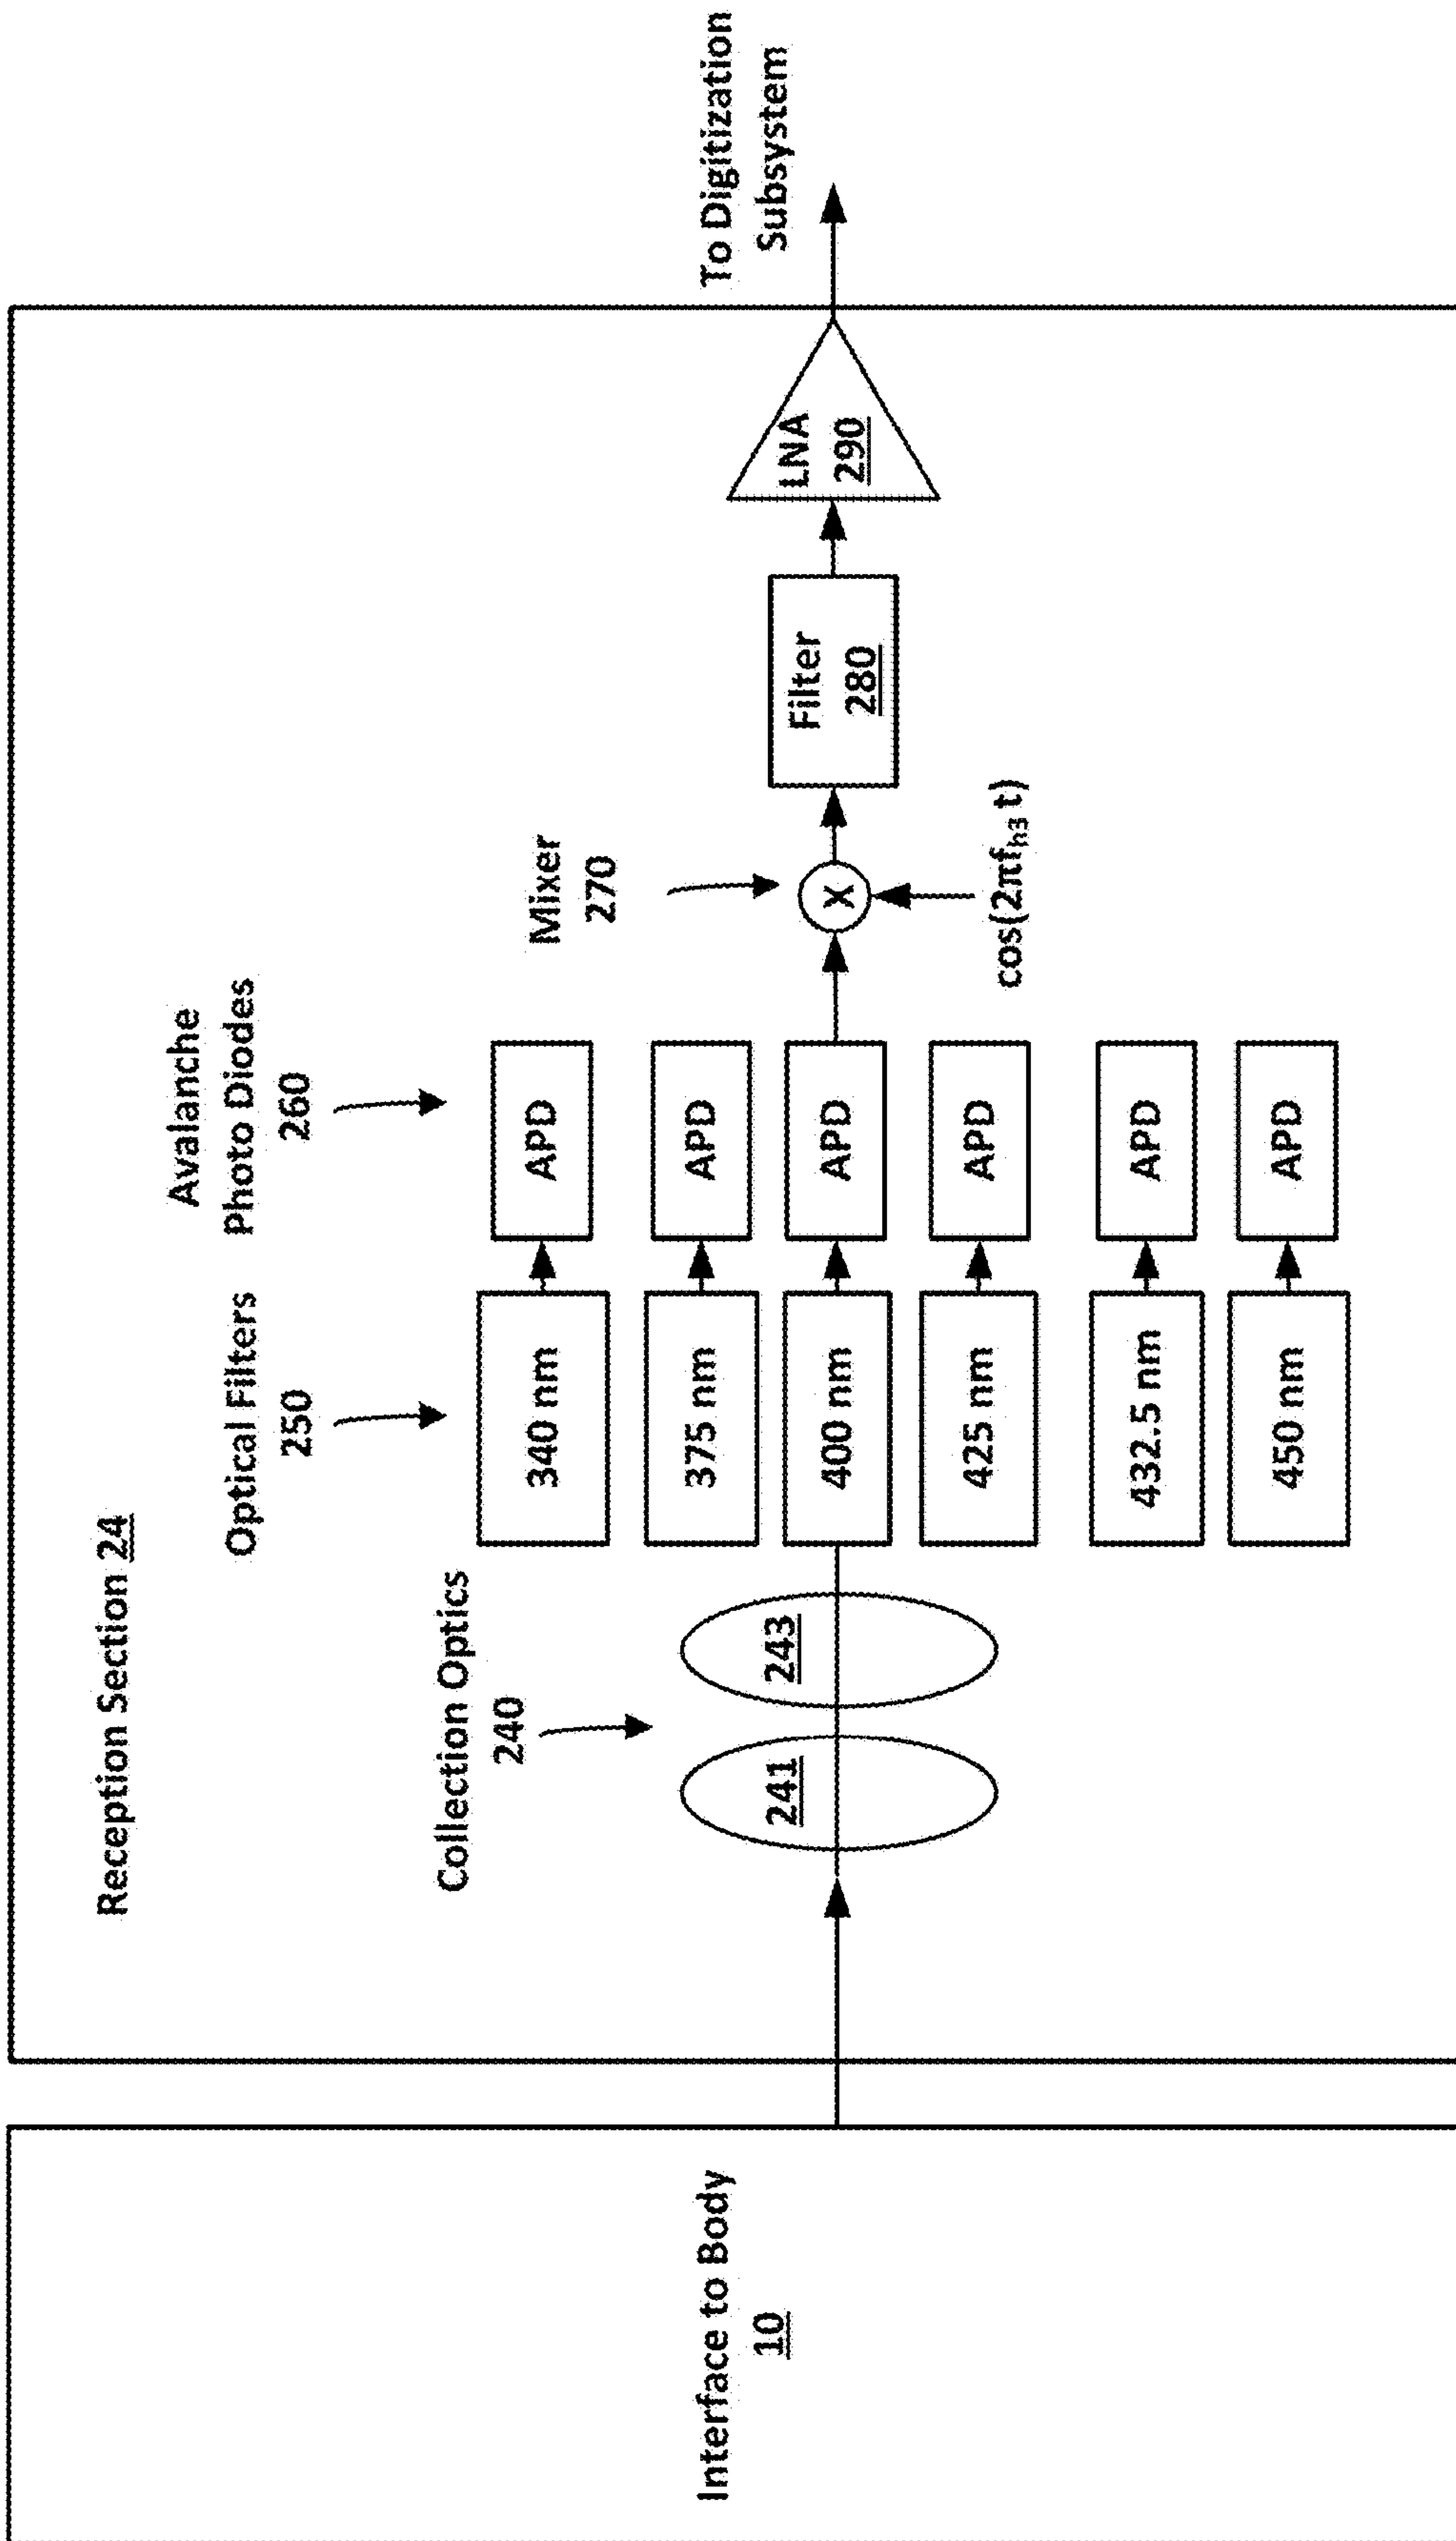 Interface to Body
10
Reception Section 24
Collection Optics
240
241
243
Optical Filters
250
340 nm
375 nm
400 nm
425 nm
432.5 nm
450 nm
Avalanche
Photo Diodes
260
APD
APD
APD
APD
APD
APD
Mixer
270
X
cos(2πfh3 t)
Filter
280
LNA
290
To Digitization
Subsystem